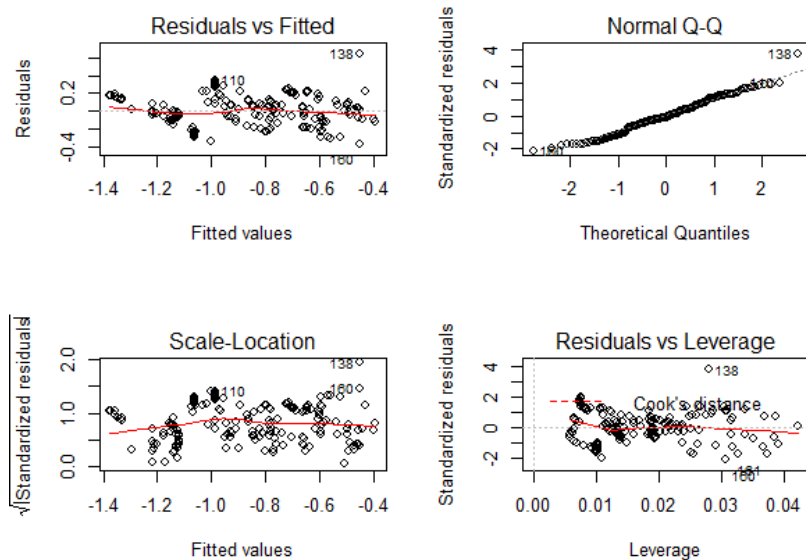 Residuals vs Fitted
Residuals
0.2
-0.4
138
110
160
-1.4 -1.2 -1.0 -0.8 -0.6 -0.4
Fitted values
Normal Q-Q
Standardized residuals
4
2
0
-2
138
-2 -1 0 1 2
Theoretical Quantiles
Scale-Location
√|Standardized residuals|
2.0
1.0
0.0
138
160
110
-1.4 -1.2 -1.0 -0.8 -0.6 -0.4
Fitted values
Residuals vs Leverage
Standardized residuals
4
2
0
-2
138
Cook's distance
161
160
0.00 0.01 0.02 0.03 0.04
Leverage